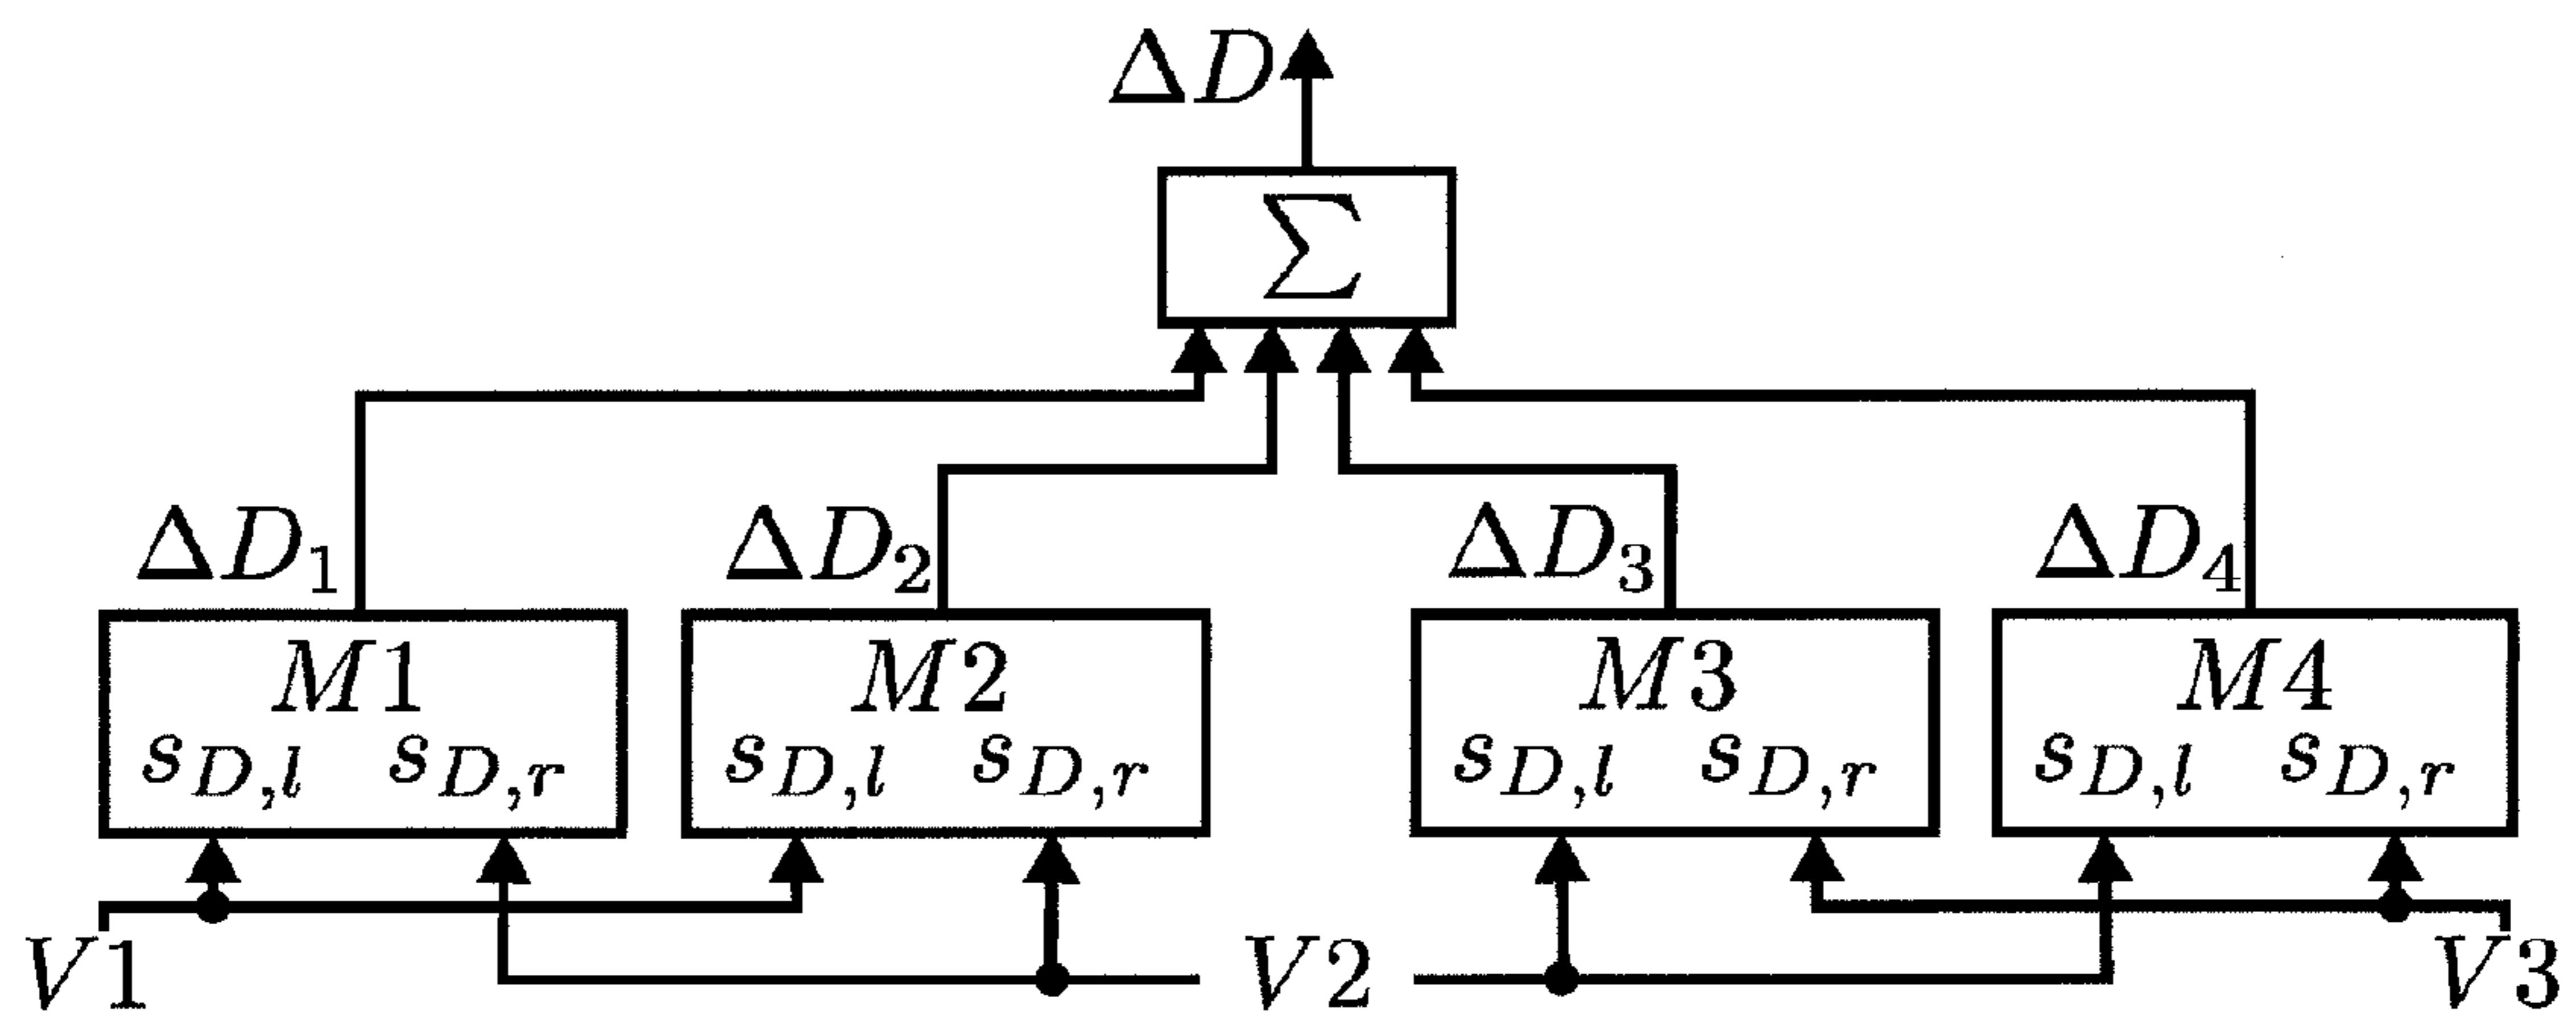 ΔD
Σ
ΔD₁ ΔD₂ ΔD₃ ΔD₄
M1 M2 M3 M4
s_{D,l} s_{D,r} s_{D,l} s_{D,r} s_{D,l} s_{D,r} s_{D,l} s_{D,r}
V1 V2 V3